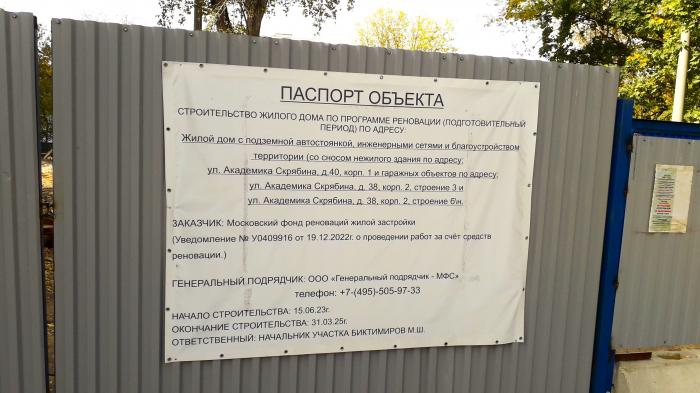 ПАСПОРТ ОБЪЕКТА
СТРОИТЕЛЬСТВО ЖИЛОГО ДОМА ПО ПРОГРАММЕ РЕНОВАЦИИ (ПОДГОТОВИТЕЛЬНЫЙ
ПЕРИОД) ПО АДРЕСУ:
Жилой дом с подземной автостоянкой, инженерными сетями и благоустройством
территории (со сносом нежилого здания по адресу;
ул. Академика Скрябина, д.40, корп. 1 и гаражных объектов по адресу;
ул. Академика Скрябина, д. 38, корп. 2, строение 3 и
ул. Академика Скрябина, д. 38, корп. 2, строение б\н.
ЗАКАЗЧИК: Московский фонд реноваций жилой застройки
(Уведомление № У0409916 от 19.12.2022г. о проведении работ за счёт средств
реновации.)
ГЕНЕРАЛЬНЫЙ ПОДРЯДЧИК: ООО «Генеральный подрядчик - МФС»
телефон: +7-(495)-505-97-33
НАЧАЛО СТРОИТЕЛЬСТВА: 15.06.23г.
ОКОНЧАНИЕ СТРОИТЕЛЬСТВА: 31.03.25г.
ОТВЕТСТВЕННЫЙ: НАЧАЛЬНИК УЧАСТКА БИКТИМИРОВ М.Ш.